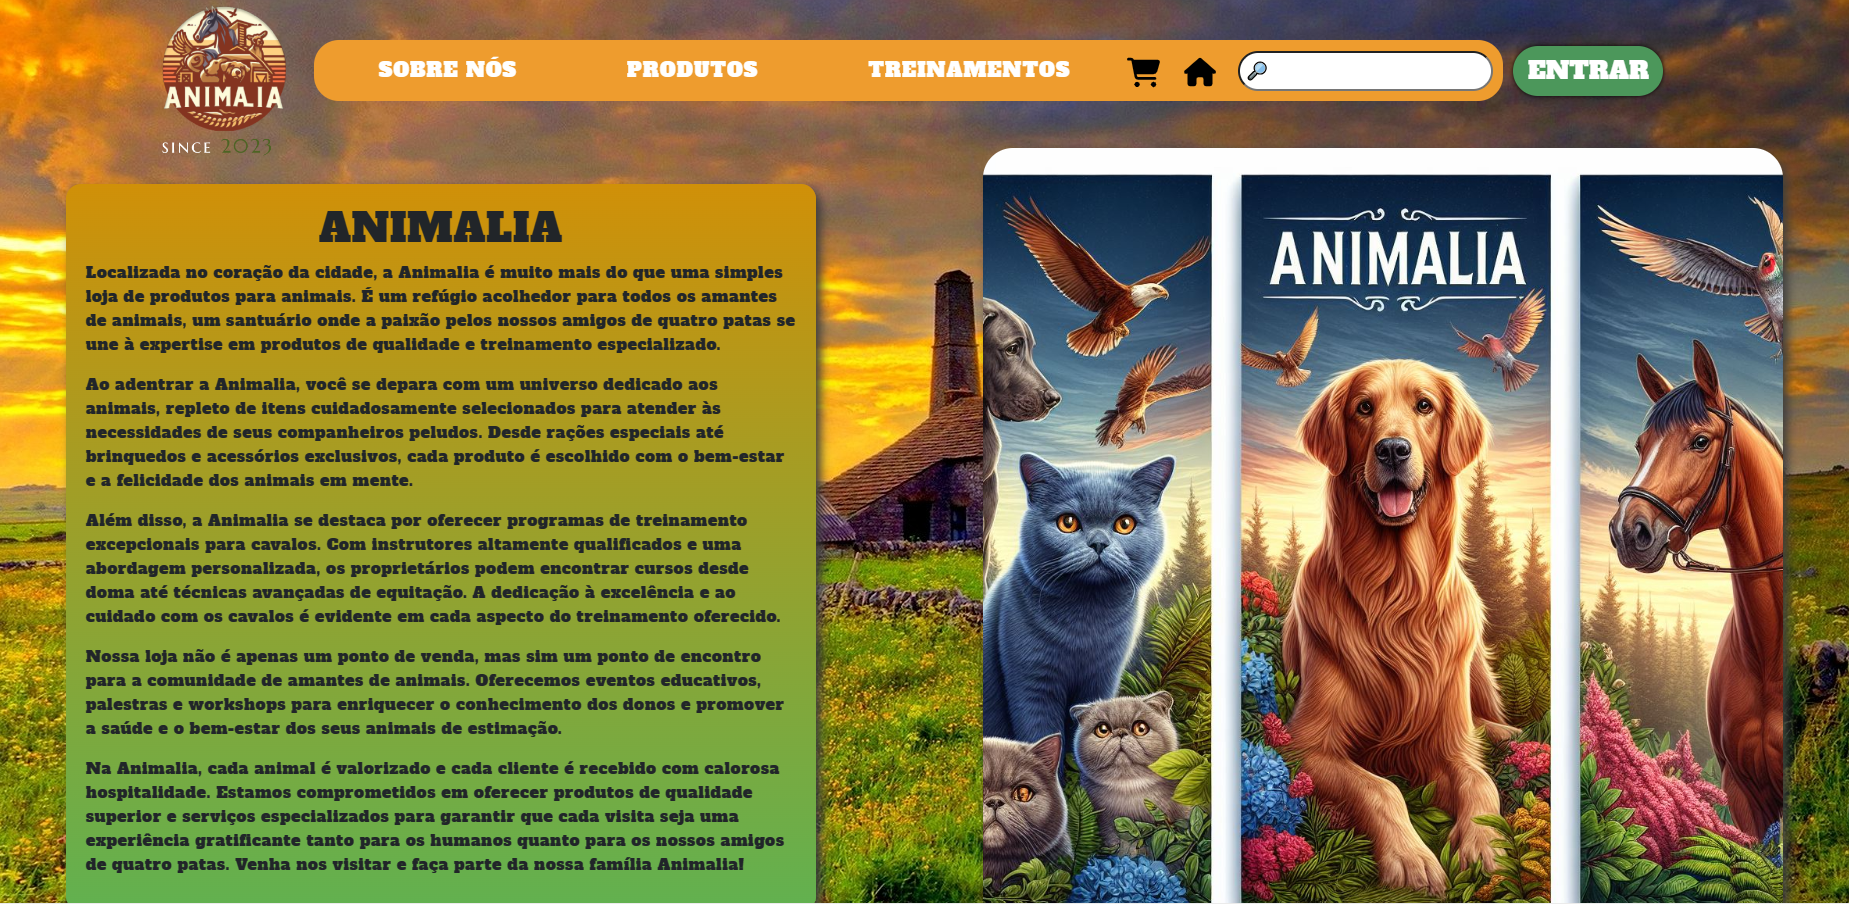 ANIMALIA
SINCE 2023
SOBRE NÓS
PRODUTOS
TREINAMENTOS
ENTRAR
ANIMALIA
Localizada no coração da cidade, a Animalia é muito mais do que uma simples
loja de produtos para animais. É um refúgio acolhedor para todos os amantes
de animais, um santuário onde a paixão pelos nossos amigos de quatro patas se
une à expertise em produtos de qualidade e treinamento especializado.
Ao adentrar a Animalia, você se depara com um universo dedicado aos
animais, repleto de itens cuidadosamente selecionados para atender às
necessidades de seus companheiros peludos. Desde rações especiais até
brinquedos e acessórios exclusivos, cada produto é escolhido com o bem-estar
e a felicidade dos animais em mente.
Além disso, a Animalia se destaca por oferecer programas de treinamento
excepcionais para cavalos. Com instrutores altamente qualificados e uma
abordagem personalizada, os proprietários podem encontrar cursos desde
doma até técnicas avançadas de equitação. A dedicação à excelência e ao
cuidado com os cavalos é evidente em cada aspecto do treinamento oferecido.
Nossa loja não é apenas um ponto de venda, mas sim um ponto de encontro
para a comunidade de amantes de animais. Oferecemos eventos educativos,
palestras e workshops para enriquecer o conhecimento dos donos e promover
a saúde e o bem-estar dos seus animais de estimação.
Na Animalia, cada animal é valorizado e cada cliente é recebido com calorosa
hospitalidade. Estamos comprometidos em oferecer produtos de qualidade
superior e serviços especializados para garantir que cada visita seja uma
experiência gratificante tanto para os humanos quanto para os nossos amigos
de quatro patas. Venha nos visitar e faça parte da nossa família Animalia!
ANIMALIA